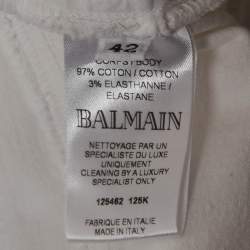 42
CORPS / BODY
97% COTON / COTTON
3% ELASTHANNE /
ELASTANE
BALMAIN
NETTOYAGE PAR UN
SPECIALISTE DU LUXE
UNIQUEMENT
CLEANING BY A LUXURY
SPECIALIST ONLY
125462 125K
FABRIQUE EN ITALIE
MADE IN ITALY